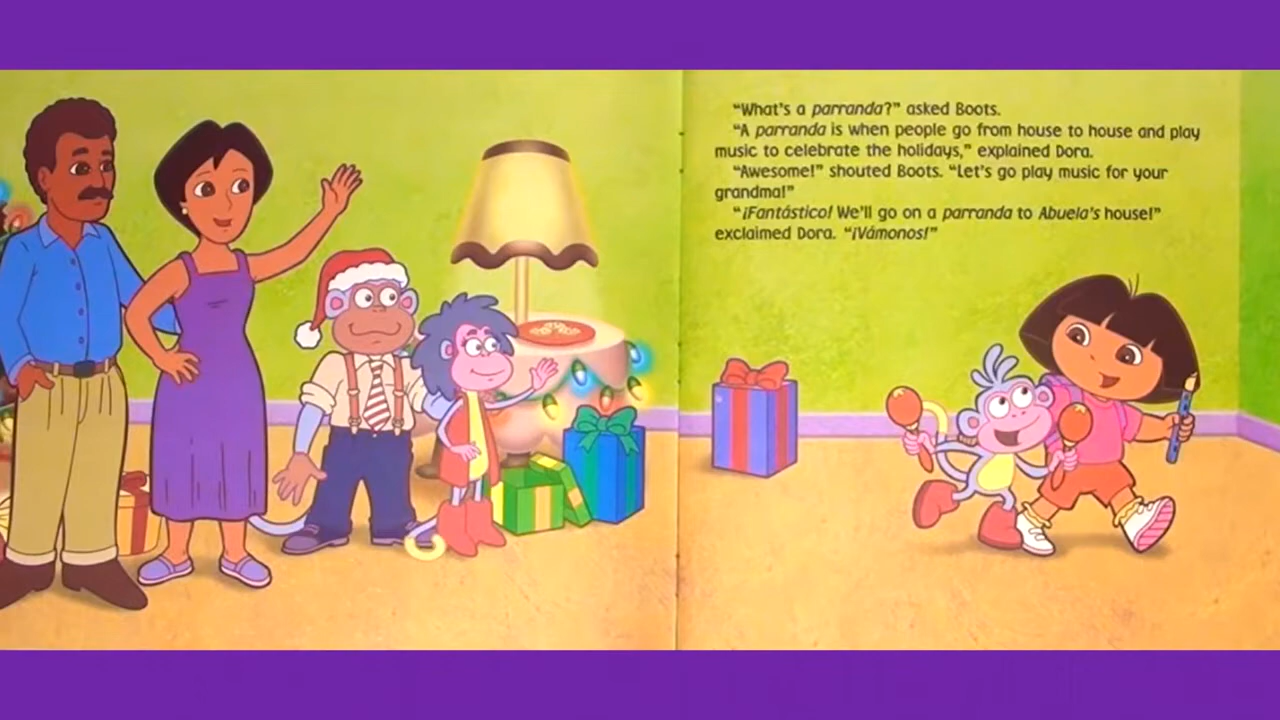 “What's a parranda?” asked Boots.
“A parranda is when people go from house to house and play
music to celebrate the holidays,” explained Dora.
“Awesome!” shouted Boots. “Let's go play music for your
grandma!”
“¡Fantástico! We'll go on a parranda to Abuela's house!”
exclaimed Dora. “¡Vámonos!”